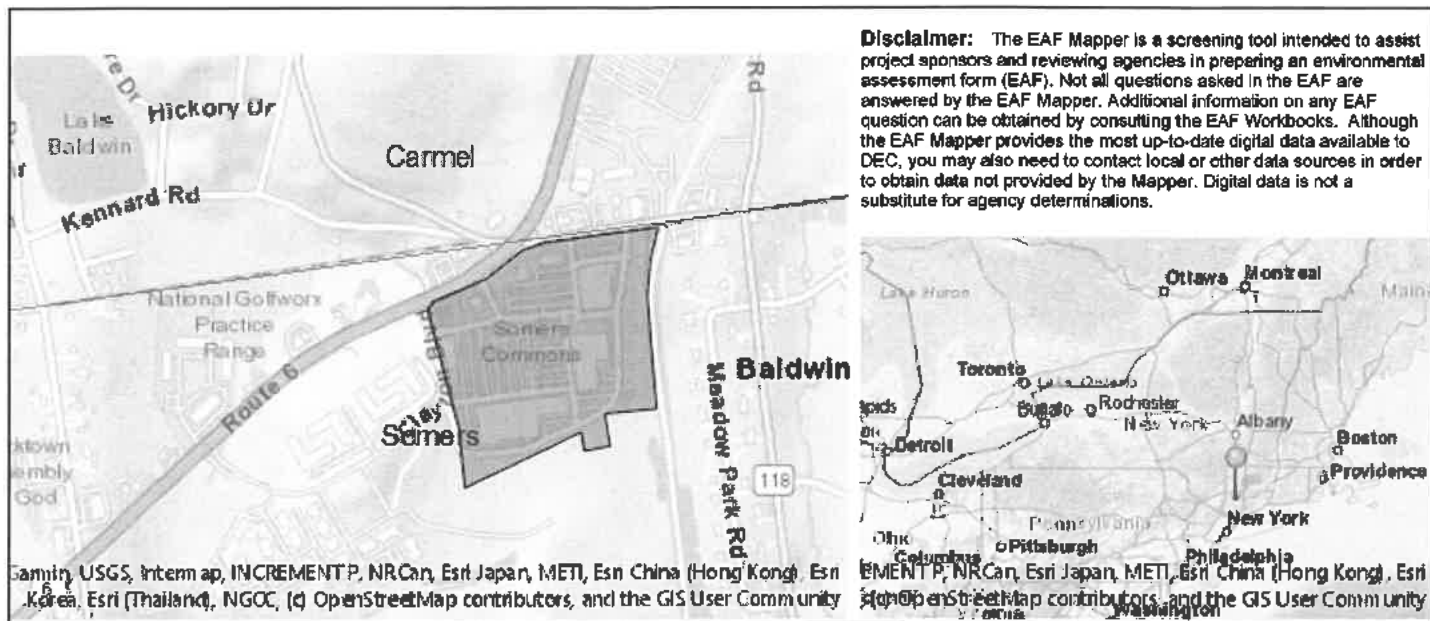 Disclaimer: The EAF Mapper is a screening tool intended to assist
project sponsors and reviewing agencies in preparing an environmental
assessment form (EAF). Not all questions asked in the EAF are
answered by the EAF Mapper. Additional information on any EAF
question can be obtained by consulting the EAF Workbooks. Although
the EAF Mapper provides the most up-to-date digital data available to
DEC, you may also need to contact local or other data sources in order
to obtain data not provided by the Mapper. Digital data is not a
substitute for agency determinations.
Hickory Dr
Lake
Baldwin
Carmel
Rd
Kennard Rd
National Golfworx
Practice
Range
Somers
Commons
Route 6
Baldwin
Somers
Meadow Park Rd
118
God
Garmin, USGS, Intermap, INCREMENT P, NRCan, Esri Japan, METI, Esri China (Hong Kong), Esri
Korea, Esri (Thailand), NGCC, (c) OpenStreetMap contributors, and the GIS User Community
Ottawa
Montreal
Lake Huron
Toronto
Lake Ontario
Buffalo
Rochester
New York
Albany
Detroit
Boston
Providence
Cleveland
New York
Pennsylvania
Pittsburgh
Ohio
Columbus
Philadelphia
EMENT P, NRCan, Esri Japan, METI, Esri China (Hong Kong), Esri
(c) OpenStreetMap contributors, and the GIS User Community
Washington